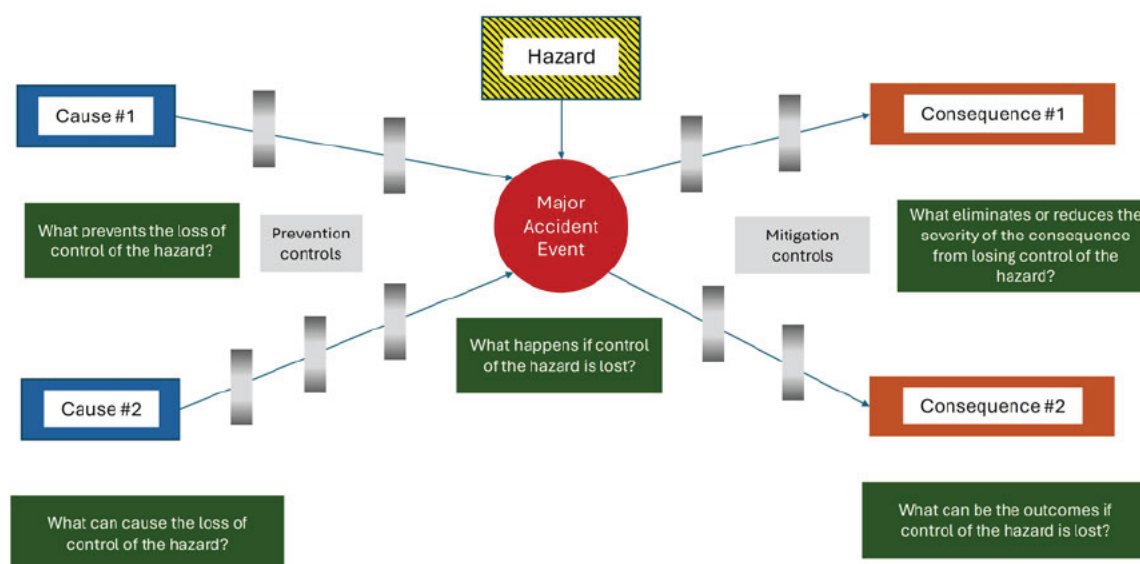 Hazard
Cause #1
Consequence #1
Major
Accident
Event
What prevents the loss of
control of the hazard?
Prevention
controls
Mitigation
controls
What eliminates or reduces the
severity of the consequence
from losing control of the
hazard?
What happens if control
of the hazard is lost?
Cause #2
Consequence #2
What can cause the loss of
control of the hazard?
What can be the outcomes if
control of the hazard is lost?